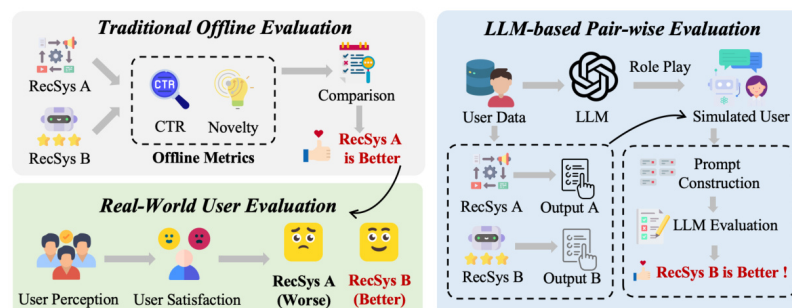 Traditional Offline Evaluation
RecSys A
RecSys B
CTR
CTR
Novelty
Offline Metrics
Comparison
RecSys A
is Better
Real-World User Evaluation
User Perception
User Satisfaction
RecSys A
(Worse)
RecSys B
(Better)
LLM-based Pair-wise Evaluation
User Data
LLM
Role Play
Simulated User
RecSys A
Output A
RecSys B
Output B
Prompt
Construction
LLM Evaluation
RecSys B is Better !